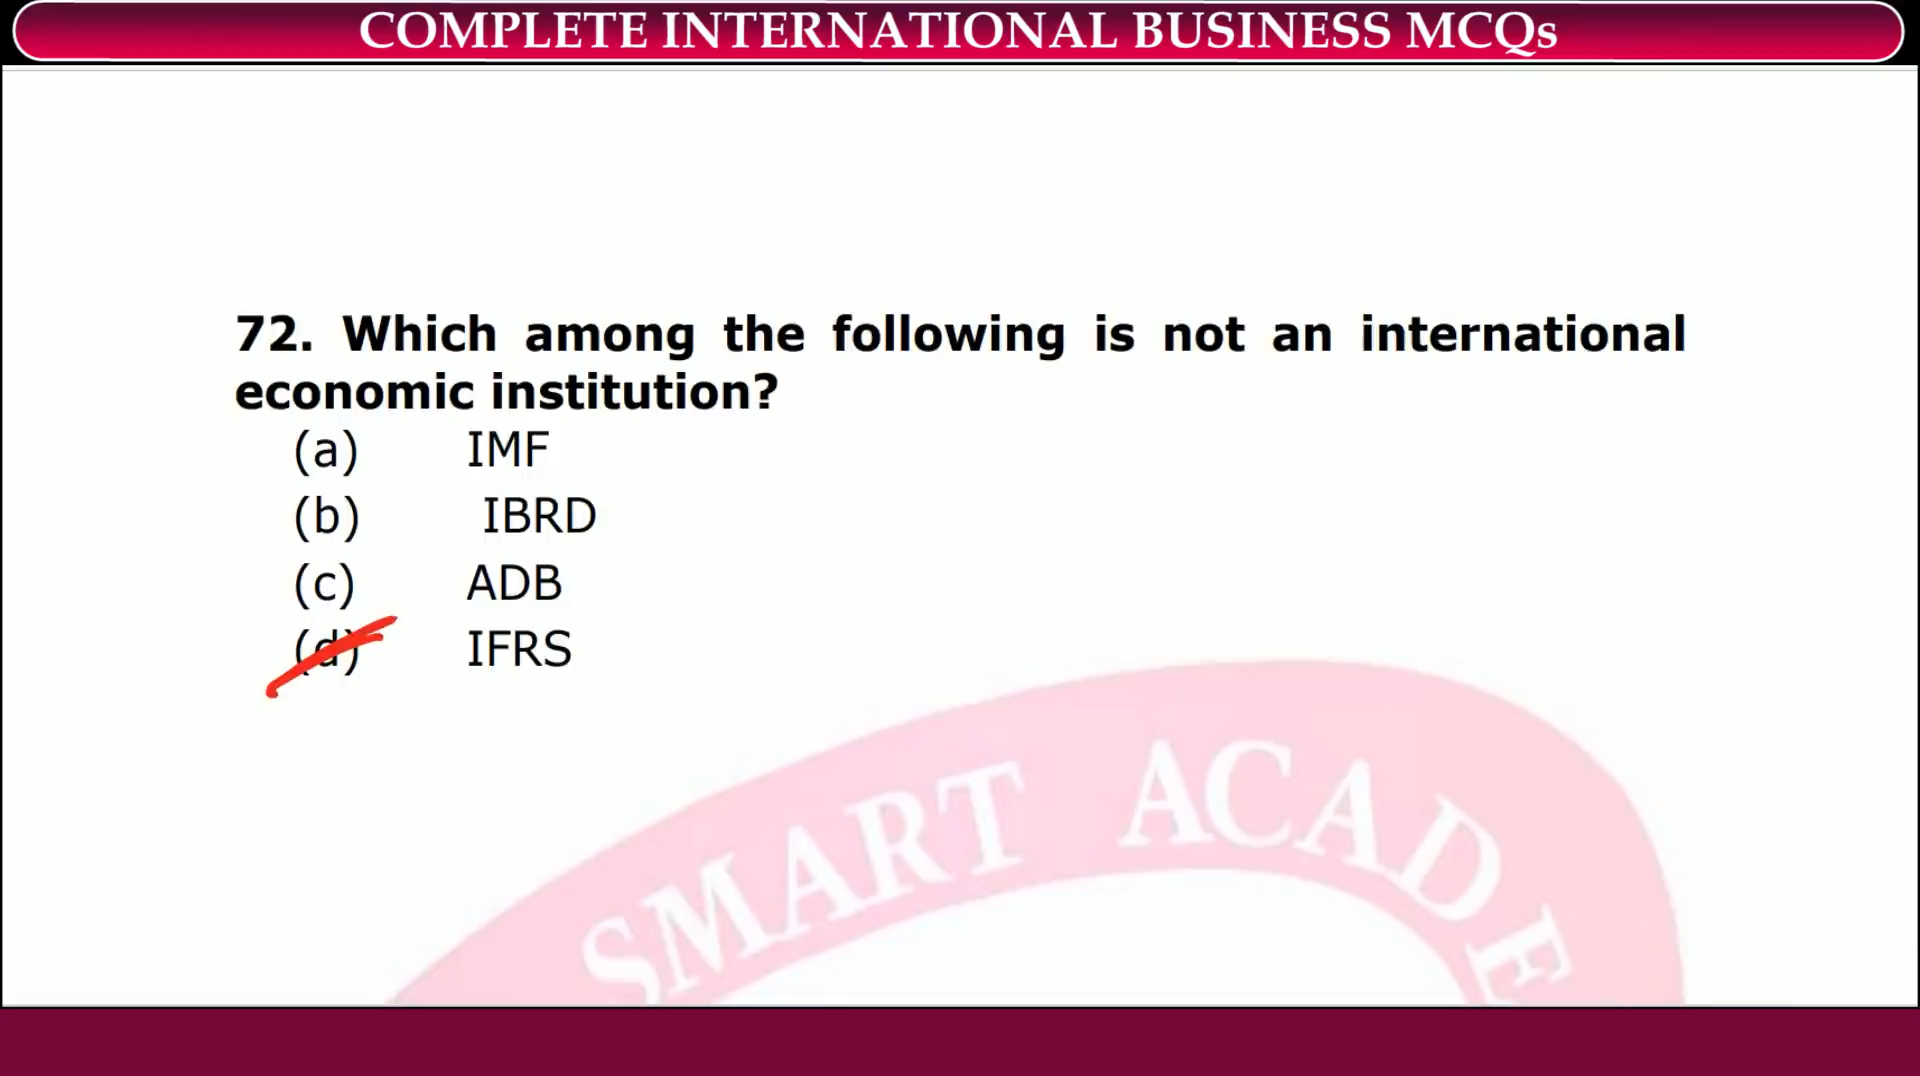 COMPLETE INTERNATIONAL BUSINESS MCQs
72. Which among the following is not an international
economic institution?
(a) IMF
(b) IBRD
(c) ADB
(d) IFRS
SMART ACADE